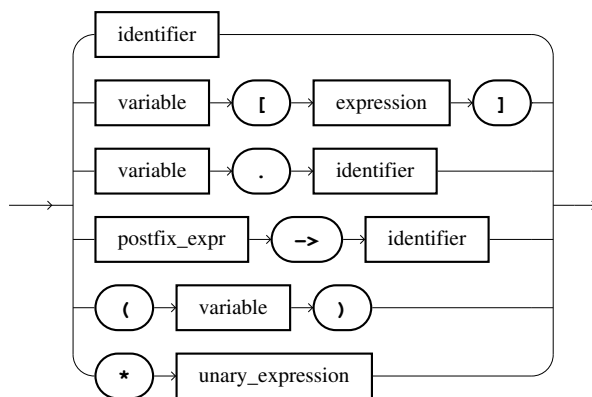 identifier
variable [ expression ]
variable . identifier
postfix_expr -> identifier
( variable )
* unary_expression